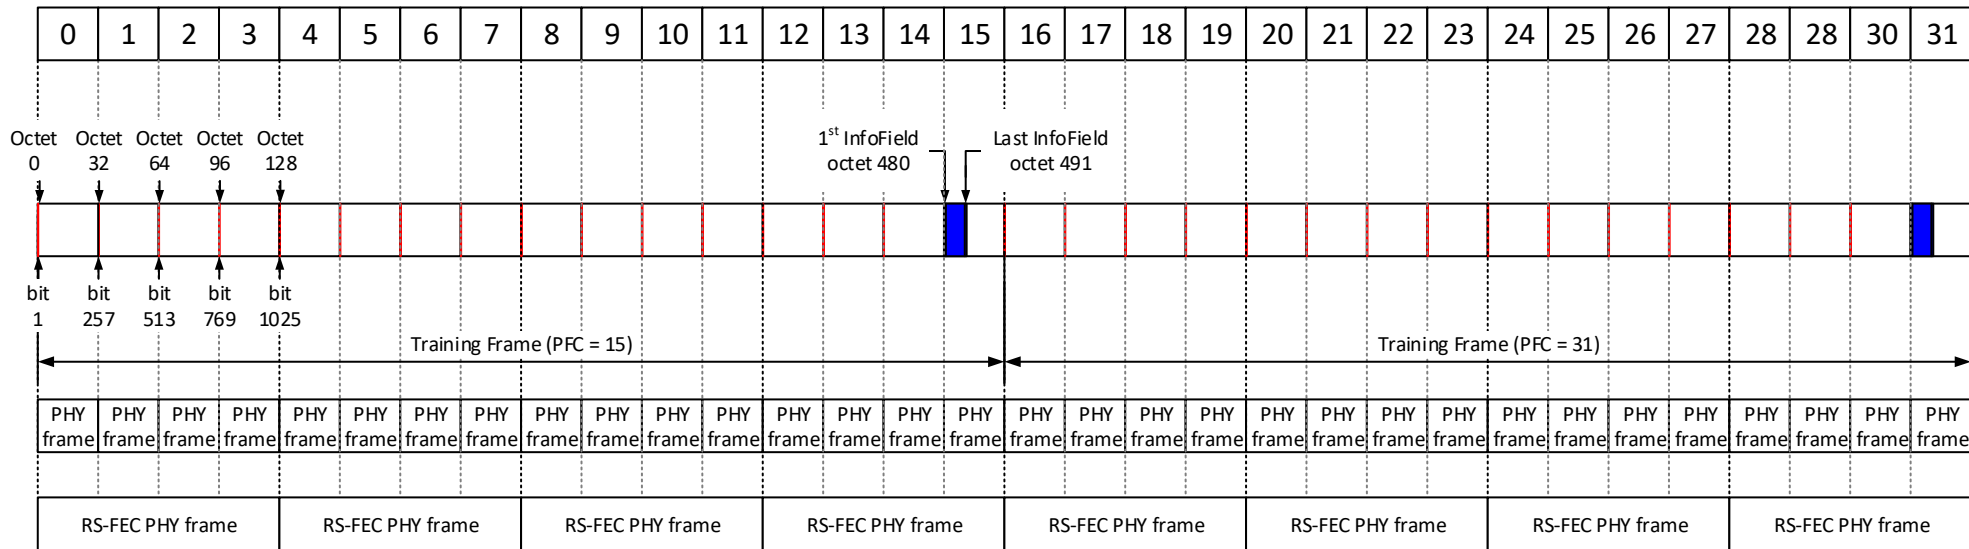 0 1 2 3 4 5 6 7 8 9 10 11 12 13 14 15 16 17 18 19 20 21 22 23 24 25 26 27 28 28 30 31
Octet Octet Octet Octet Octet 1st InfoField Last InfoField
0 32 64 96 128 octet 480 octet 491
bit bit bit bit bit
1 257 513 769 1025
Training Frame (PFC = 15) Training Frame (PFC = 31)
PHY PHY PHY PHY PHY PHY PHY PHY PHY PHY PHY PHY PHY PHY PHY PHY PHY PHY PHY PHY PHY PHY PHY PHY PHY PHY PHY PHY PHY PHY PHY PHY
frame frame frame frame frame frame frame frame frame frame frame frame frame frame frame frame frame frame frame frame frame frame frame frame frame frame frame frame frame frame frame frame
RS-FEC PHY frame RS-FEC PHY frame RS-FEC PHY frame RS-FEC PHY frame RS-FEC PHY frame RS-FEC PHY frame RS-FEC PHY frame RS-FEC PHY frame